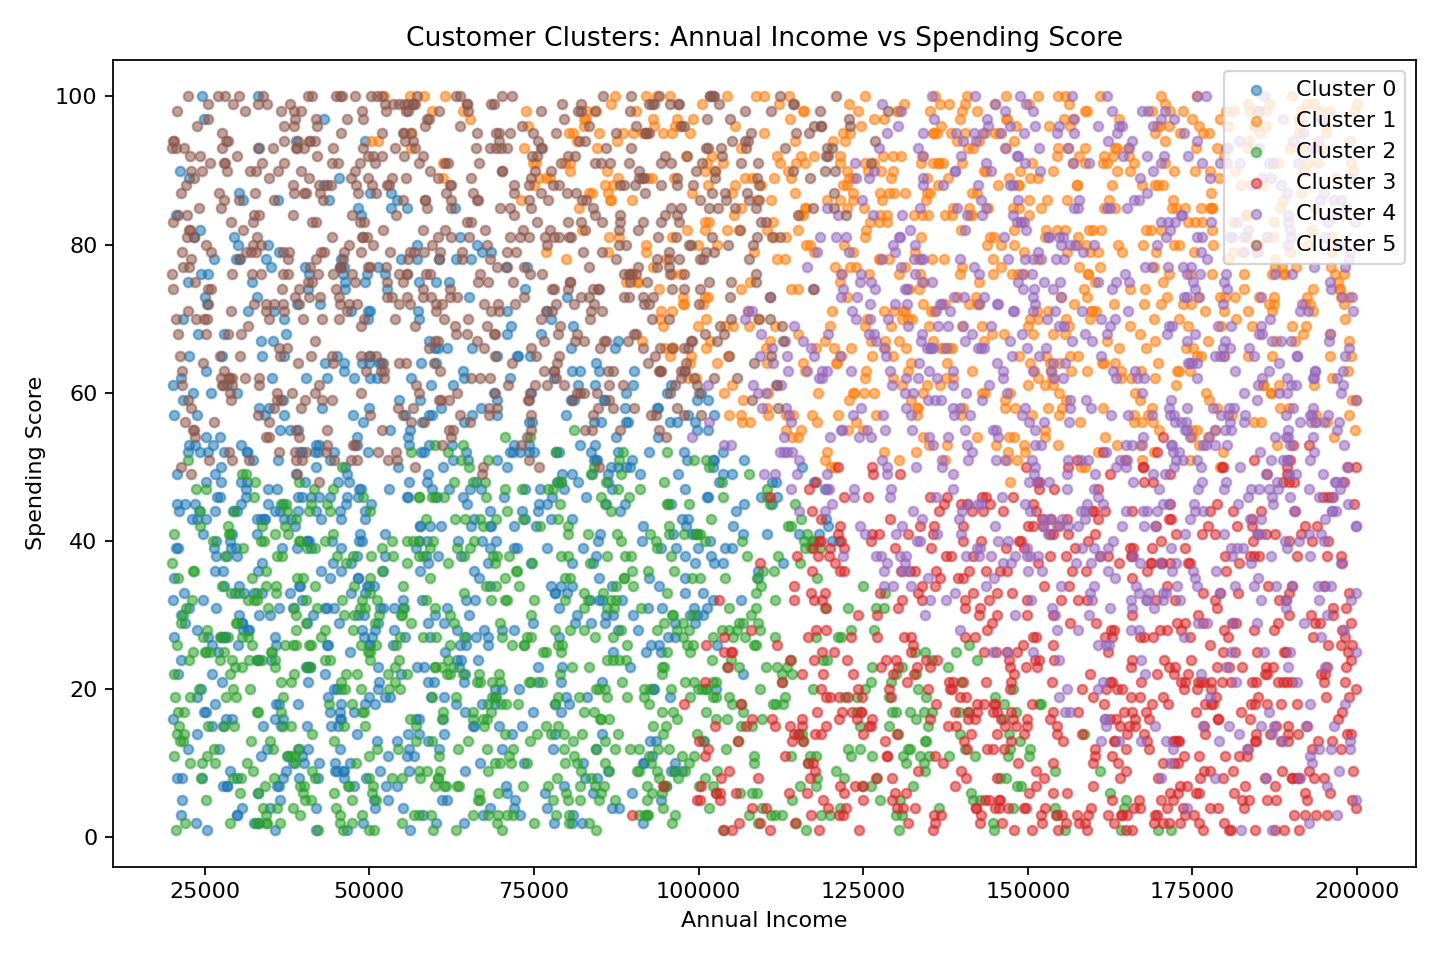 Customer Clusters: Annual Income vs Spending Score
100
80
60
40
20
0
Spending Score
25000 50000 75000 100000 125000 150000 175000 200000
Annual Income
Cluster 0
Cluster 1
Cluster 2
Cluster 3
Cluster 4
Cluster 5